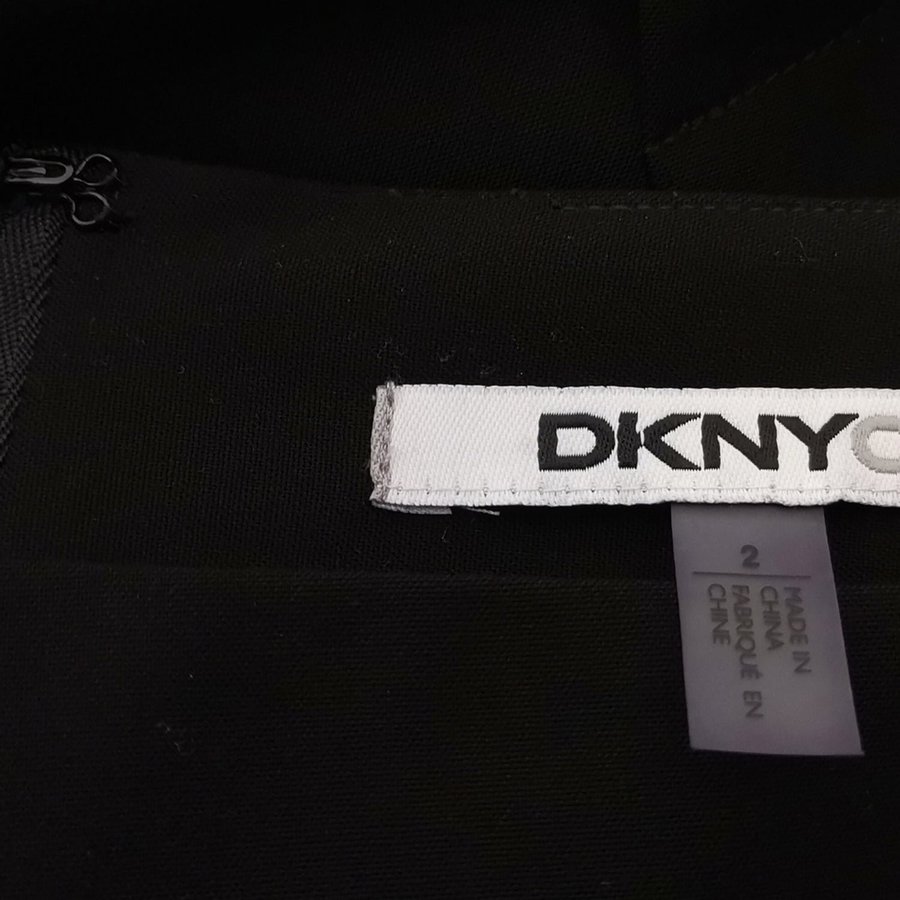 DKNYC
2
MADE IN
CHINA
FABRIQUÉ EN
CHINE